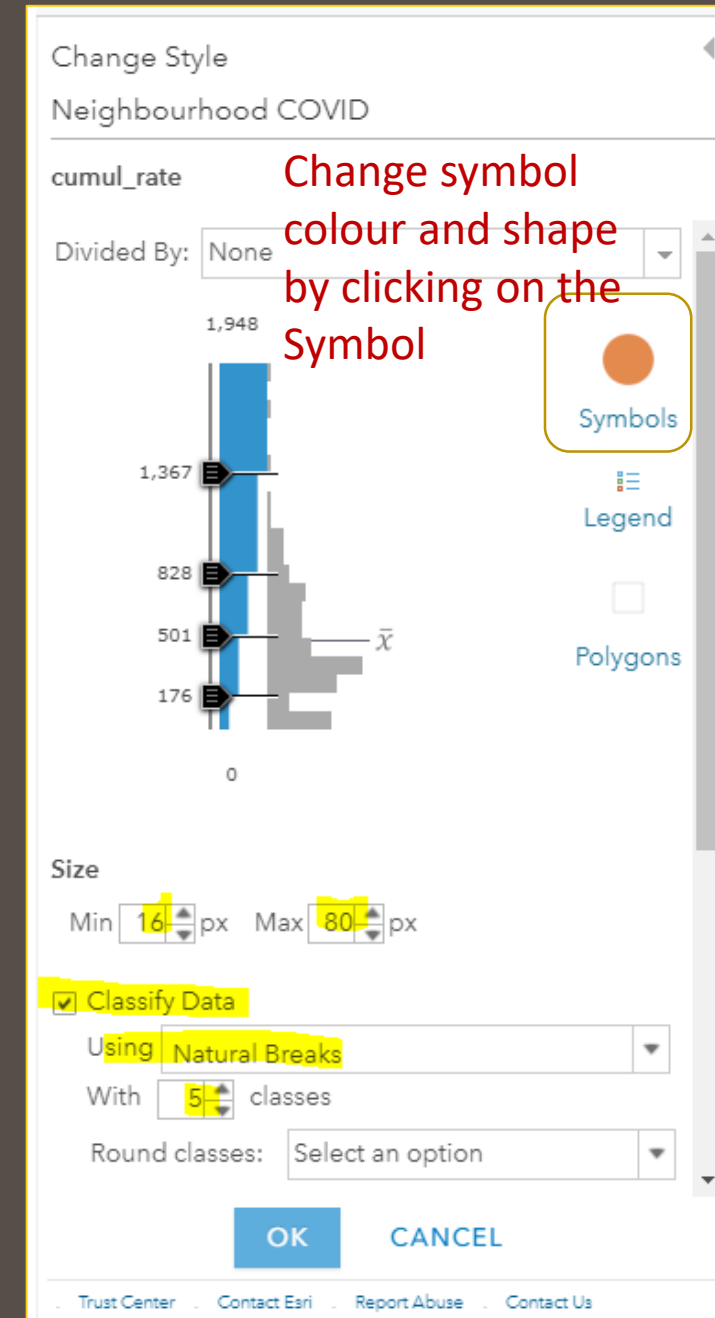 Change Style
Neighbourhood COVID
cumul_rate
Change symbol
colour and shape
by clicking on the
Symbol
Divided By: None
1,948
Symbols
1,367
Legend
828
501
x̄
Polygons
176
0
Size
Min 16 px Max 80 px
Classify Data
Using Natural Breaks
With 5 classes
Round classes: Select an option
OK CANCEL
. Trust Center . Contact Esri . Report Abuse . Contact Us